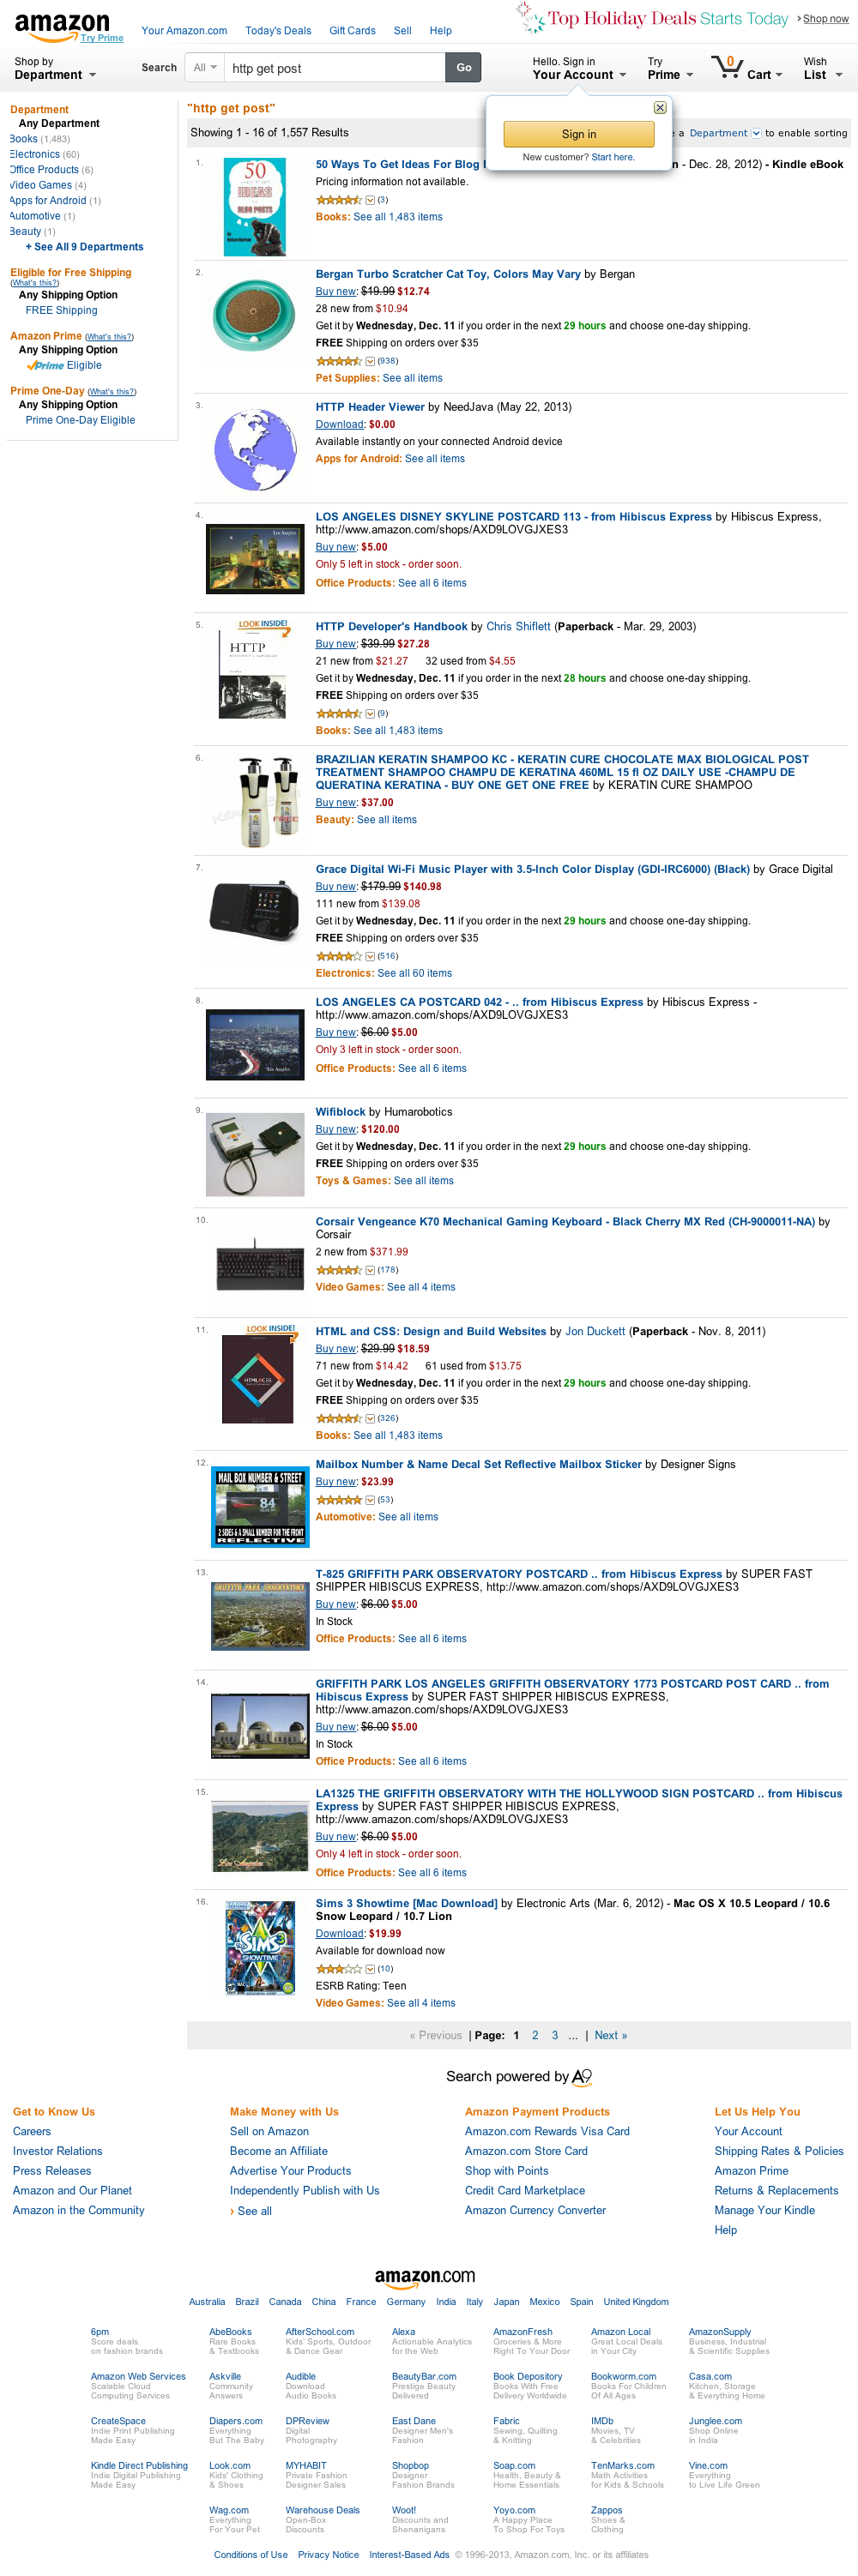 amazon
Try Prime
Your Amazon.com Today's Deals Gift Cards Sell Help
Top Holiday Deals Starts Today › Shop now
Shop by
Department
Search All http get post Go
Hello. Sign in
Your Account
Try
Prime
0
Cart
Wish
List
Sign in
New customer? Start here.
Department
Any Department
Books (1,483)
Electronics (60)
Office Products (6)
Video Games (4)
Apps for Android (1)
Automotive (1)
Beauty (1)
+ See All 9 Departments
Eligible for Free Shipping
(What's this?)
Any Shipping Option
FREE Shipping
Amazon Prime (What's this?)
Any Shipping Option
Prime Eligible
Prime One-Day (What's this?)
Any Shipping Option
Prime One-Day Eligible
"http get post"
Showing 1 - 16 of 1,557 Results
a Department to enable sorting
1.
50 Ways To Get Ideas For Blog - Dec. 28, 2012) - Kindle eBook
Pricing information not available.
(3)
Books: See all 1,483 items
2.
Bergan Turbo Scratcher Cat Toy, Colors May Vary by Bergan
Buy new: $19.99 $12.74
28 new from $10.94
Get it by Wednesday, Dec. 11 if you order in the next 29 hours and choose one-day shipping.
FREE Shipping on orders over $35
(938)
Pet Supplies: See all items
3.
HTTP Header Viewer by NeedJava (May 22, 2013)
Download: $0.00
Available instantly on your connected Android device
Apps for Android: See all items
4.
LOS ANGELES DISNEY SKYLINE POSTCARD 113 - from Hibiscus Express by Hibiscus Express,
http://www.amazon.com/shops/AXD9LOVGJXES3
Buy new: $5.00
Only 5 left in stock - order soon.
Office Products: See all 6 items
5.
LOOK INSIDE!
HTTP
HTTP Developer's Handbook by Chris Shiflett (Paperback - Mar. 29, 2003)
Buy new: $39.99 $27.28
21 new from $21.27 32 used from $4.55
Get it by Wednesday, Dec. 11 if you order in the next 28 hours and choose one-day shipping.
FREE Shipping on orders over $35
(9)
Books: See all 1,483 items
6.
BRAZILIAN KERATIN SHAMPOO KC - KERATIN CURE CHOCOLATE MAX BIOLOGICAL POST
TREATMENT SHAMPOO CHAMPU DE KERATINA 460ML 15 fl OZ DAILY USE -CHAMPU DE
QUERATINA KERATINA - BUY ONE GET ONE FREE by KERATIN CURE SHAMPOO
Buy new: $37.00
Beauty: See all items
7.
Grace Digital Wi-Fi Music Player with 3.5-Inch Color Display (GDI-IRC6000) (Black) by Grace Digital
Buy new: $179.99 $140.98
111 new from $139.08
Get it by Wednesday, Dec. 11 if you order in the next 29 hours and choose one-day shipping.
FREE Shipping on orders over $35
(516)
Electronics: See all 60 items
8.
LOS ANGELES CA POSTCARD 042 - .. from Hibiscus Express by Hibiscus Express -
http://www.amazon.com/shops/AXD9LOVGJXES3
Buy new: $6.00 $5.00
Only 3 left in stock - order soon.
Office Products: See all 6 items
9.
Wifiblock by Humarobotics
Buy new: $120.00
Get it by Wednesday, Dec. 11 if you order in the next 29 hours and choose one-day shipping.
FREE Shipping on orders over $35
Toys & Games: See all items
10.
Corsair Vengeance K70 Mechanical Gaming Keyboard - Black Cherry MX Red (CH-9000011-NA) by
Corsair
2 new from $371.99
(178)
Video Games: See all 4 items
11.
LOOK INSIDE!
HTML and CSS: Design and Build Websites by Jon Duckett (Paperback - Nov. 8, 2011)
Buy new: $29.99 $18.59
71 new from $14.42 61 used from $13.75
Get it by Wednesday, Dec. 11 if you order in the next 29 hours and choose one-day shipping.
FREE Shipping on orders over $35
(326)
Books: See all 1,483 items
12.
MAIL BOX NUMBER & STREET
84
2 SIDES & A SMALL NUMBER FOR THE FRONT
REFLECTIVE
Mailbox Number & Name Decal Set Reflective Mailbox Sticker by Designer Signs
Buy new: $23.99
(53)
Automotive: See all items
13.
GRIFFITH PARK OBSERVATORY
T-825 GRIFFITH PARK OBSERVATORY POSTCARD .. from Hibiscus Express by SUPER FAST
SHIPPER HIBISCUS EXPRESS, http://www.amazon.com/shops/AXD9LOVGJXES3
Buy new: $6.00 $5.00
In Stock
Office Products: See all 6 items
14.
GRIFFITH PARK LOS ANGELES GRIFFITH OBSERVATORY 1773 POSTCARD POST CARD .. from
Hibiscus Express by SUPER FAST SHIPPER HIBISCUS EXPRESS,
http://www.amazon.com/shops/AXD9LOVGJXES3
Buy new: $6.00 $5.00
In Stock
Office Products: See all 6 items
15.
LA1325 THE GRIFFITH OBSERVATORY WITH THE HOLLYWOOD SIGN POSTCARD .. from Hibiscus
Express by SUPER FAST SHIPPER HIBISCUS EXPRESS,
http://www.amazon.com/shops/AXD9LOVGJXES3
Buy new: $6.00 $5.00
Only 4 left in stock - order soon.
Office Products: See all 6 items
16.
Sims 3 Showtime [Mac Download] by Electronic Arts (Mar. 6, 2012) - Mac OS X 10.5 Leopard / 10.6
Snow Leopard / 10.7 Lion
Download: $19.99
Available for download now
(10)
ESRB Rating: Teen
Video Games: See all 4 items
« Previous | Page: 1 2 3 ... | Next »
Search powered by A9
Get to Know Us
Careers
Investor Relations
Press Releases
Amazon and Our Planet
Amazon in the Community
Make Money with Us
Sell on Amazon
Become an Affiliate
Advertise Your Products
Independently Publish with Us
› See all
Amazon Payment Products
Amazon.com Rewards Visa Card
Amazon.com Store Card
Shop with Points
Credit Card Marketplace
Amazon Currency Converter
Let Us Help You
Your Account
Shipping Rates & Policies
Amazon Prime
Returns & Replacements
Manage Your Kindle
Help
amazon.com
Australia Brazil Canada China France Germany India Italy Japan Mexico Spain United Kingdom
6pm AbeBooks AfterSchool.com Alexa AmazonFresh Amazon Local AmazonSupply
Score deals Rare Books Kids' Sports, Outdoor Actionable Analytics Groceries & More Great Local Deals Business, Industrial
on fashion brands & Textbooks & Dance Gear for the Web Right To Your Door in Your City & Scientific Supplies
Amazon Web Services Askville Audible BeautyBar.com Book Depository Bookworm.com Casa.com
Scalable Cloud Community Download Prestige Beauty Books With Free Books For Children Kitchen, Storage
Computing Services Answers Audio Books Delivered Delivery Worldwide Of All Ages & Everything Home
CreateSpace Diapers.com DPReview East Dane Fabric IMDb Junglee.com
Indie Print Publishing Everything Digital Designer Men's Sewing, Quilting Movies, TV Shop Online
Made Easy But The Baby Photography Fashion & Knitting & Celebrities in India
Kindle Direct Publishing Look.com MYHABIT Shopbop Soap.com TenMarks.com Vine.com
Indie Digital Publishing Kids' Clothing Private Fashion Designer Health, Beauty & Math Activities Everything
Made Easy & Shoes Designer Sales Fashion Brands Home Essentials for Kids & Schools to Live Life Green
Wag.com Warehouse Deals Woot! Yoyo.com Zappos
Everything Open-Box Discounts and A Happy Place Shoes &
For Your Pet Discounts Shenanigans To Shop For Toys Clothing
Conditions of Use Privacy Notice Interest-Based Ads © 1996-2013, Amazon.com, Inc. or its affiliates